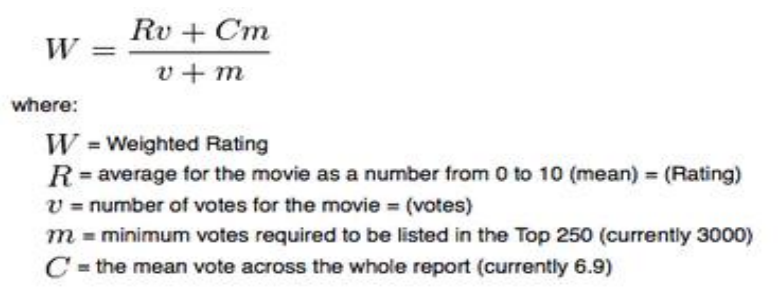 W = \frac{Rv + Cm}{v + m}
where:
W = Weighted Rating
R = average for the movie as a number from 0 to 10 (mean) = (Rating)
v = number of votes for the movie = (votes)
m = minimum votes required to be listed in the Top 250 (currently 3000)
C = the mean vote across the whole report (currently 6.9)